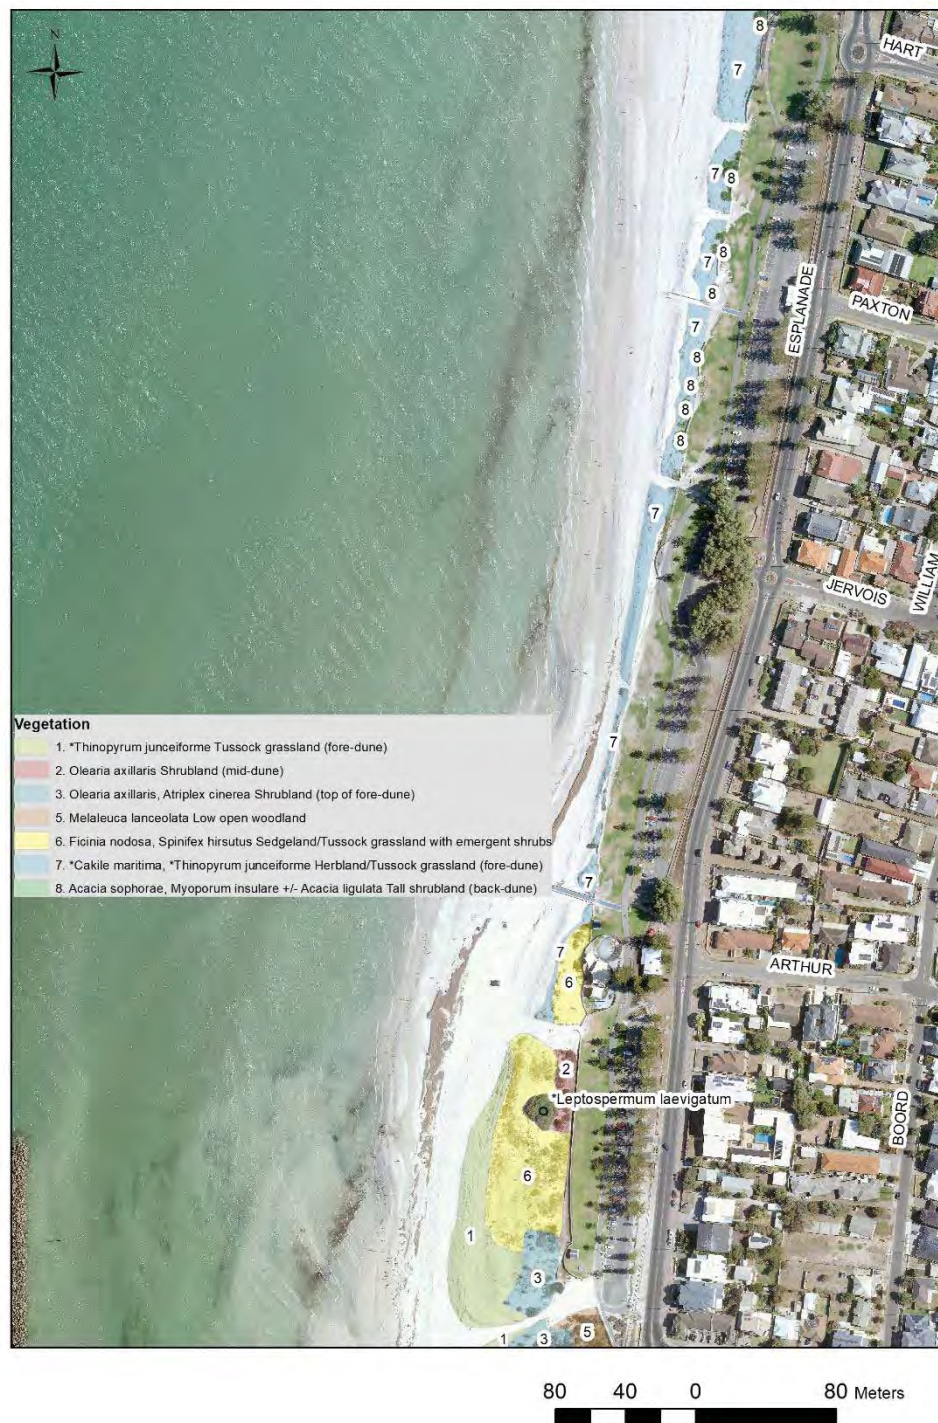 N
8
HART
7
7
8
8
7
ESPLANADE
8
PAXTON
7
8
8
8
8
7
JERVOIS
WILLIAM
Vegetation
1. *Thinopyrum junceiforme Tussock grassland (fore-dune)
2. Olearia axillaris Shrubland (mid-dune)
3. Olearia axillaris, Atriplex cinerea Shrubland (top of fore-dune)
5. Melaleuca lanceolata Low open woodland
6. Ficinia nodosa, Spinifex hirsutus Sedgeland/Tussock grassland with emergent shrubs
7. *Cakile maritima, *Thinopyrum junceiforme Herbland/Tussock grassland (fore-dune)
8. Acacia sophorae, Myoporum insulare +/- Acacia ligulata Tall shrubland (back-dune)
7
7
7
ARTHUR
6
2
*Leptospermum laevigatum
BOORD
6
1
3
5
1
3
80 40 0 80 Meters